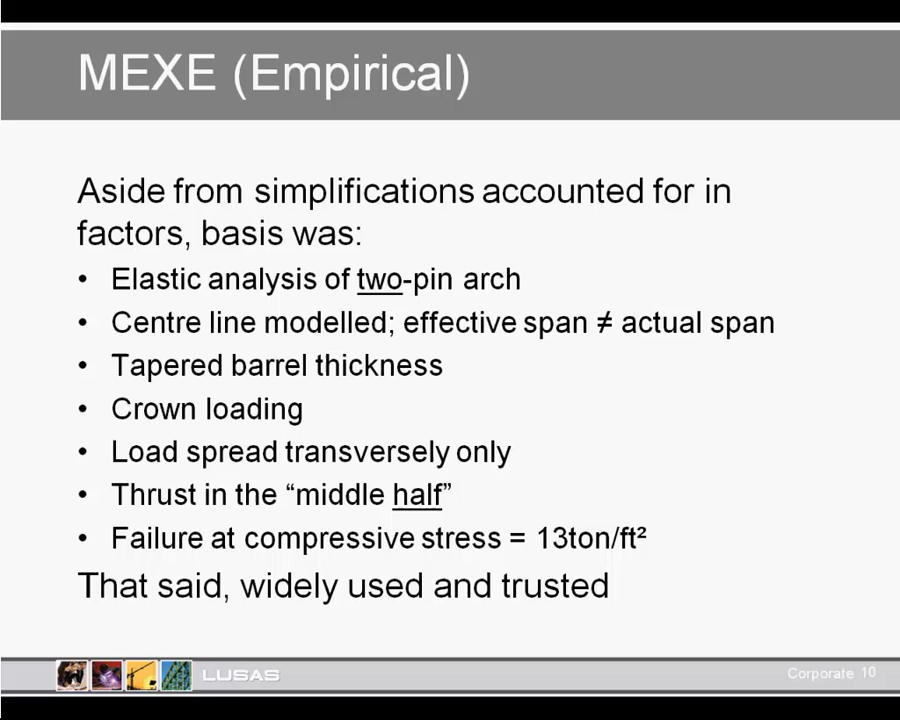 MEXE (Empirical)
Aside from simplifications accounted for in
factors, basis was:
• Elastic analysis of two-pin arch
• Centre line modelled; effective span ≠ actual span
• Tapered barrel thickness
• Crown loading
• Load spread transversely only
• Thrust in the “middle half”
• Failure at compressive stress = 13ton/ft²
That said, widely used and trusted
LUSAS
Corporate 10